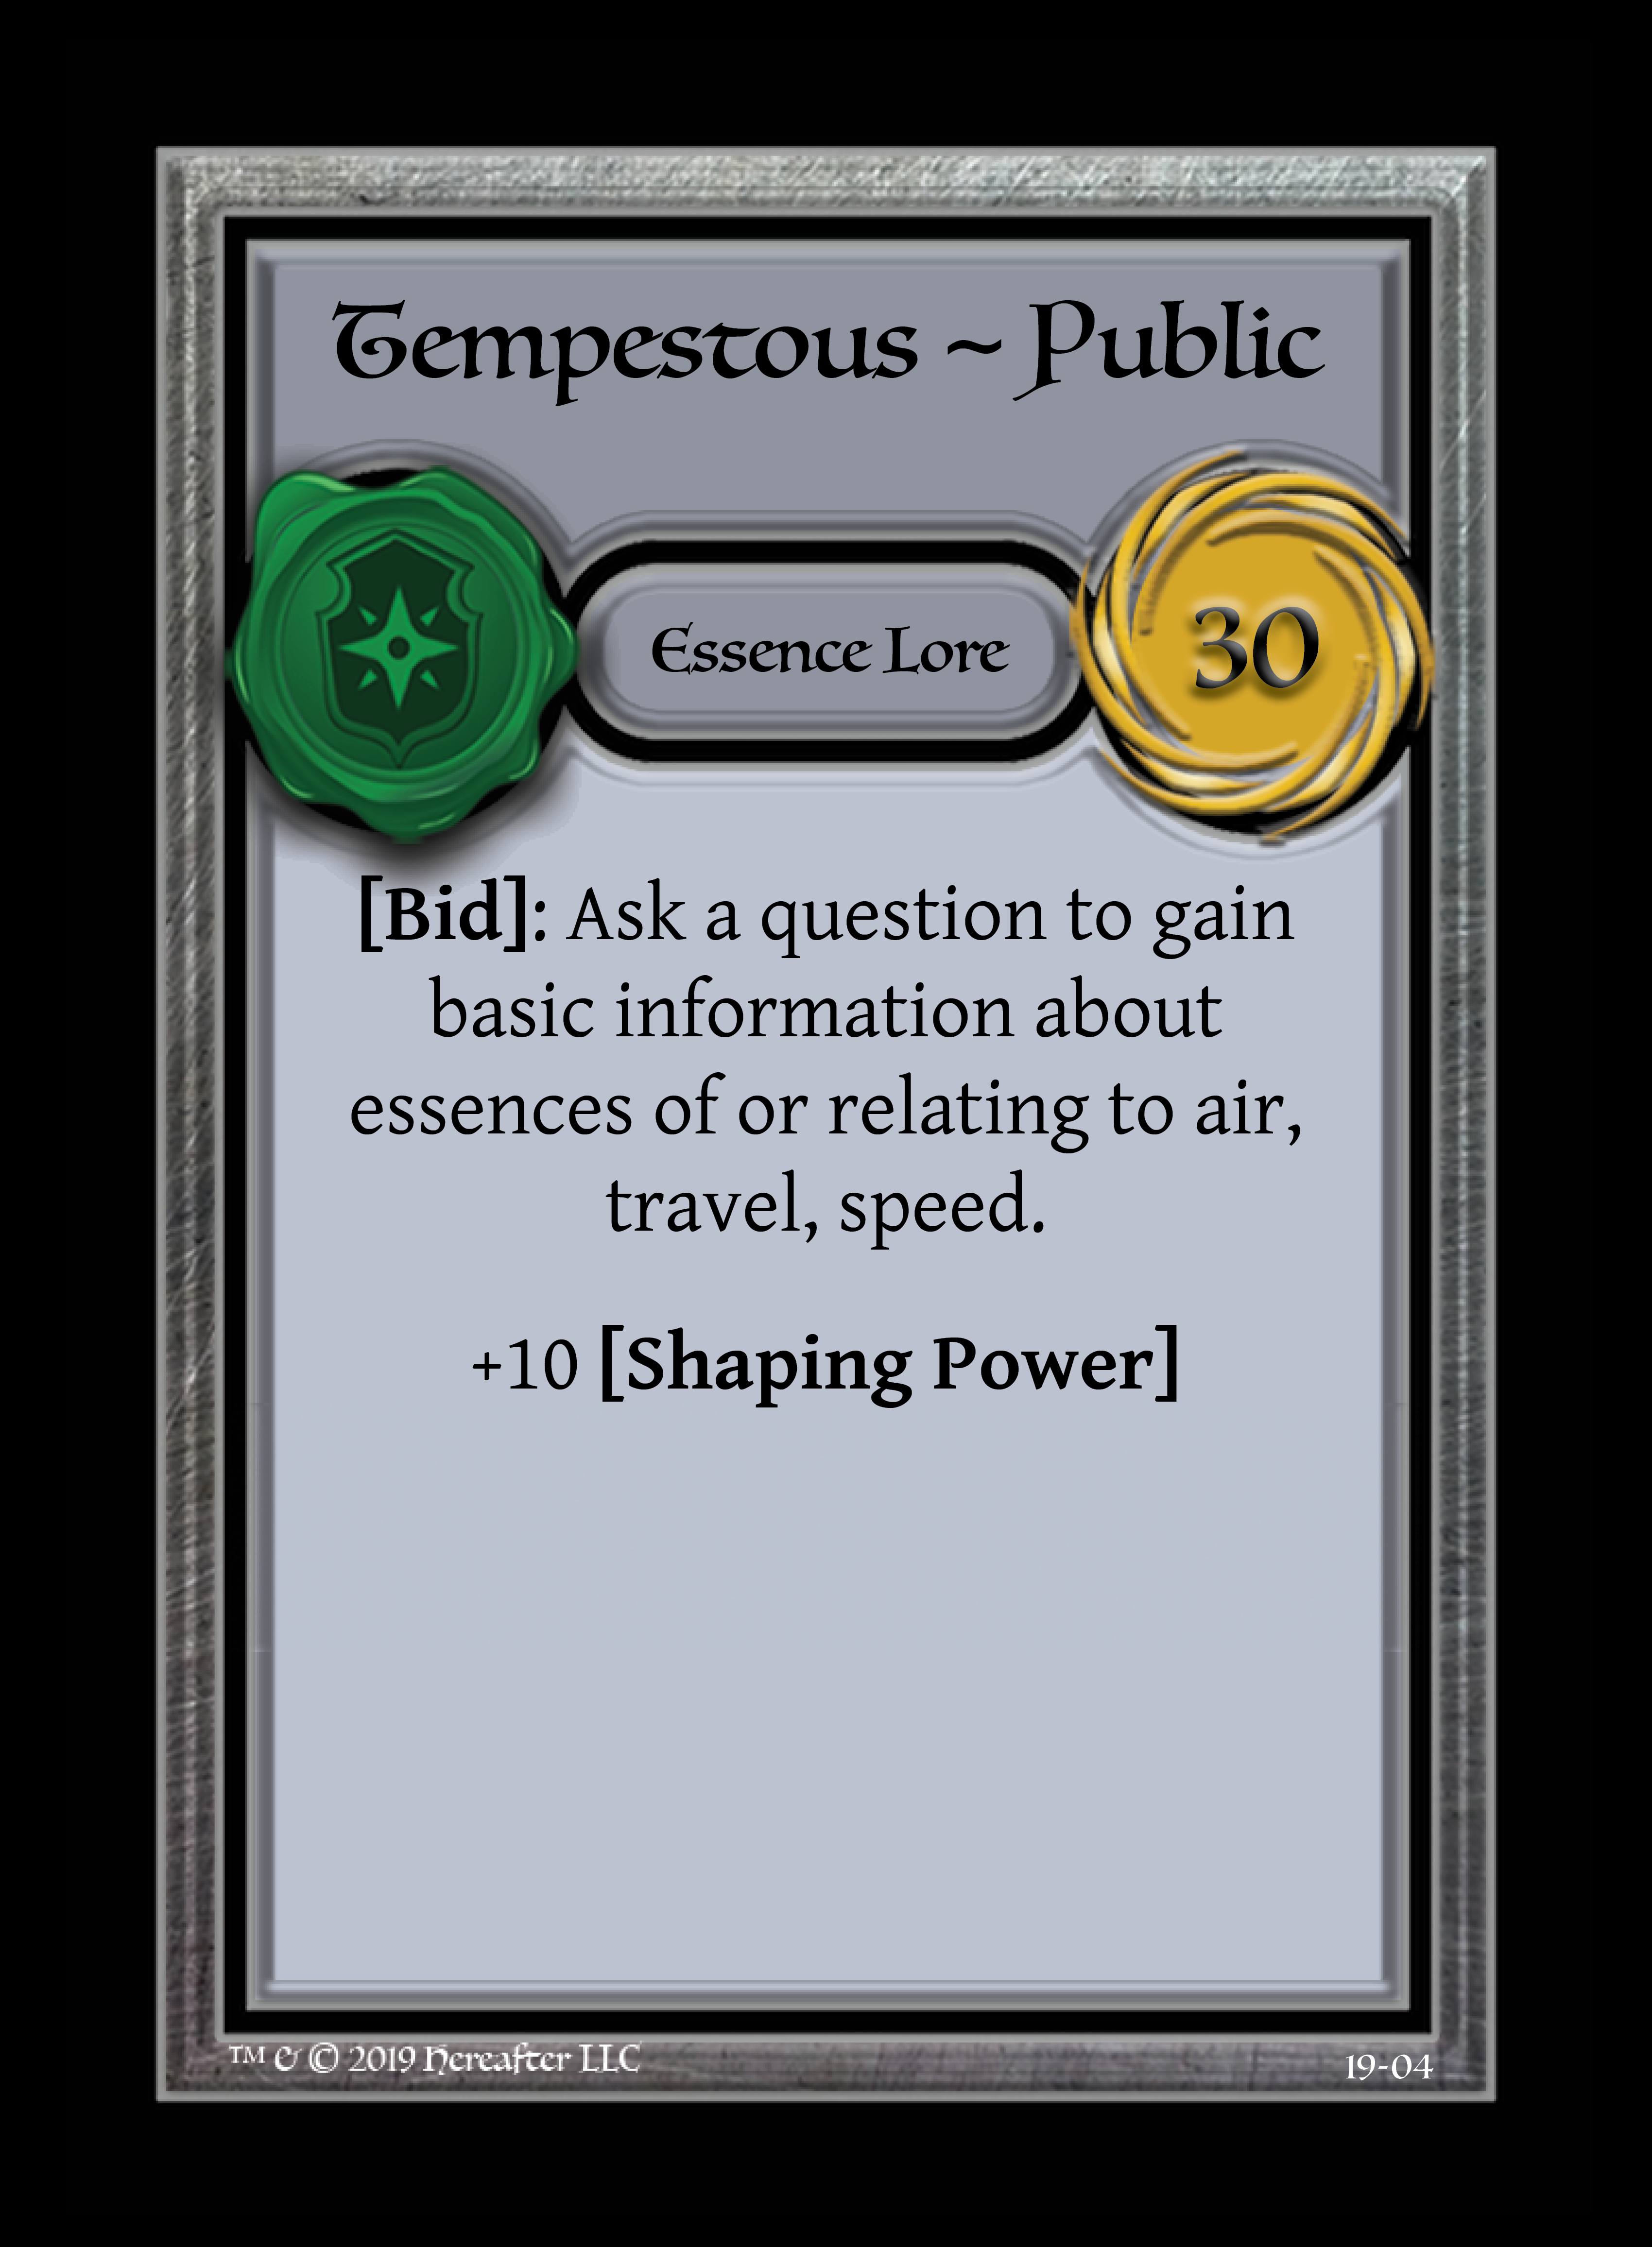 Tempestous ~ Public
Essence Lore
30
[Bid]: Ask a question to gain
basic information about
essences of or relating to air,
travel, speed.
+10 [Shaping Power]
™ & © 2019 Hereafter LLC
19-04